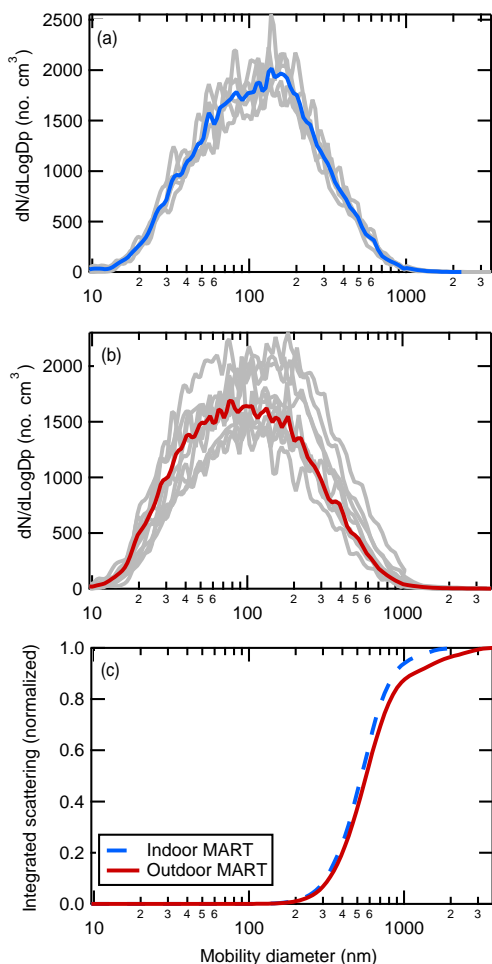 (a)
dN/dLogDp (no. cm³)
2500
2000
1500
1000
500
0
10 2 3 4 5 6 100 2 3 4 5 6 1000 2 3
(b)
dN/dLogDp (no. cm³)
2000
1500
1000
500
0
10 2 3 4 5 6 100 2 3 4 5 6 1000 2 3
(c)
Integrated scattering (normalized)
1.0
0.8
0.6
0.4
0.2
0.0
Indoor MART
Outdoor MART
10 2 3 4 5 6 100 2 3 4 5 6 1000 2 3
Mobility diameter (nm)